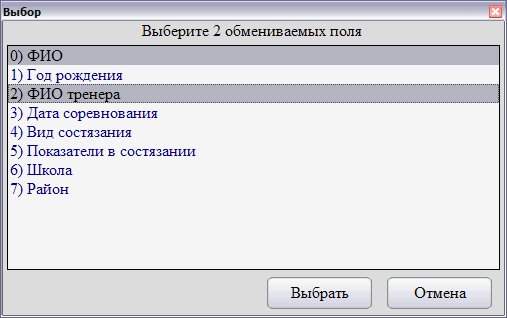 Выбор
Выберите 2 обмениваемых поля
0) ФИО
1) Год рождения
2) ФИО тренера
3) Дата соревнования
4) Вид состязания
5) Показатели в состязании
6) Школа
7) Район
Выбрать
Отмена